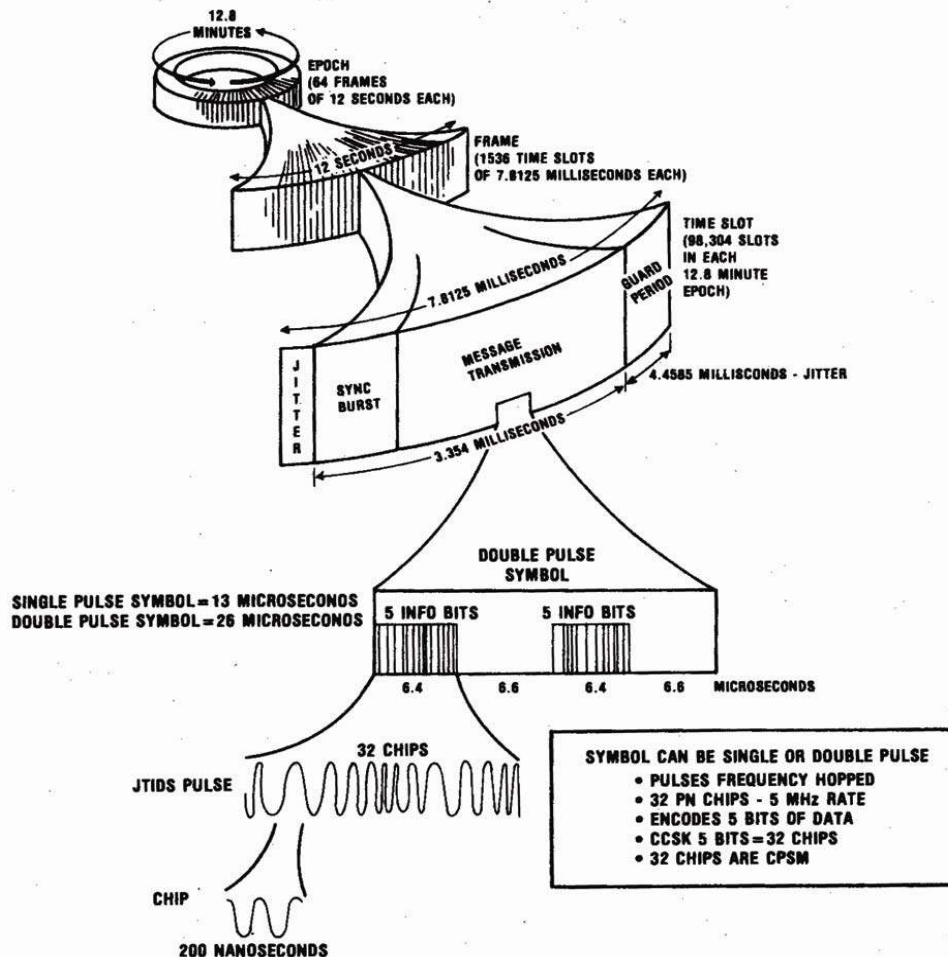 12.8
MINUTES
EPOCH
(64 FRAMES
OF 12 SECONDS EACH)
12 SECONDS
FRAME
(1536 TIME SLOTS
OF 7.8125 MILLISECONDS EACH)
7.8125 MILLISECONDS
TIME SLOT
(98,304 SLOTS
IN EACH
12.8 MINUTE
EPOCH)
GUARD
PERIOD
JITTER
SYNC
BURST
MESSAGE
TRANSMISSION
4.4585 MILLISCONDS - JITTER
3.354 MILLISECONDS
DOUBLE PULSE
SYMBOL
SINGLE PULSE SYMBOL=13 MICROSECONDS
DOUBLE PULSE SYMBOL=26 MICROSECONDS
5 INFO BITS
5 INFO BITS
6.4 6.6 6.4 6.6 MICROSECONDS
32 CHIPS
JTIDS PULSE
CHIP
200 NANOSECONDS
SYMBOL CAN BE SINGLE OR DOUBLE PULSE
• PULSES FREQUENCY HOPPED
• 32 PN CHIPS - 5 MHz RATE
• ENCODES 5 BITS OF DATA
• CCSK 5 BITS=32 CHIPS
• 32 CHIPS ARE CPSM